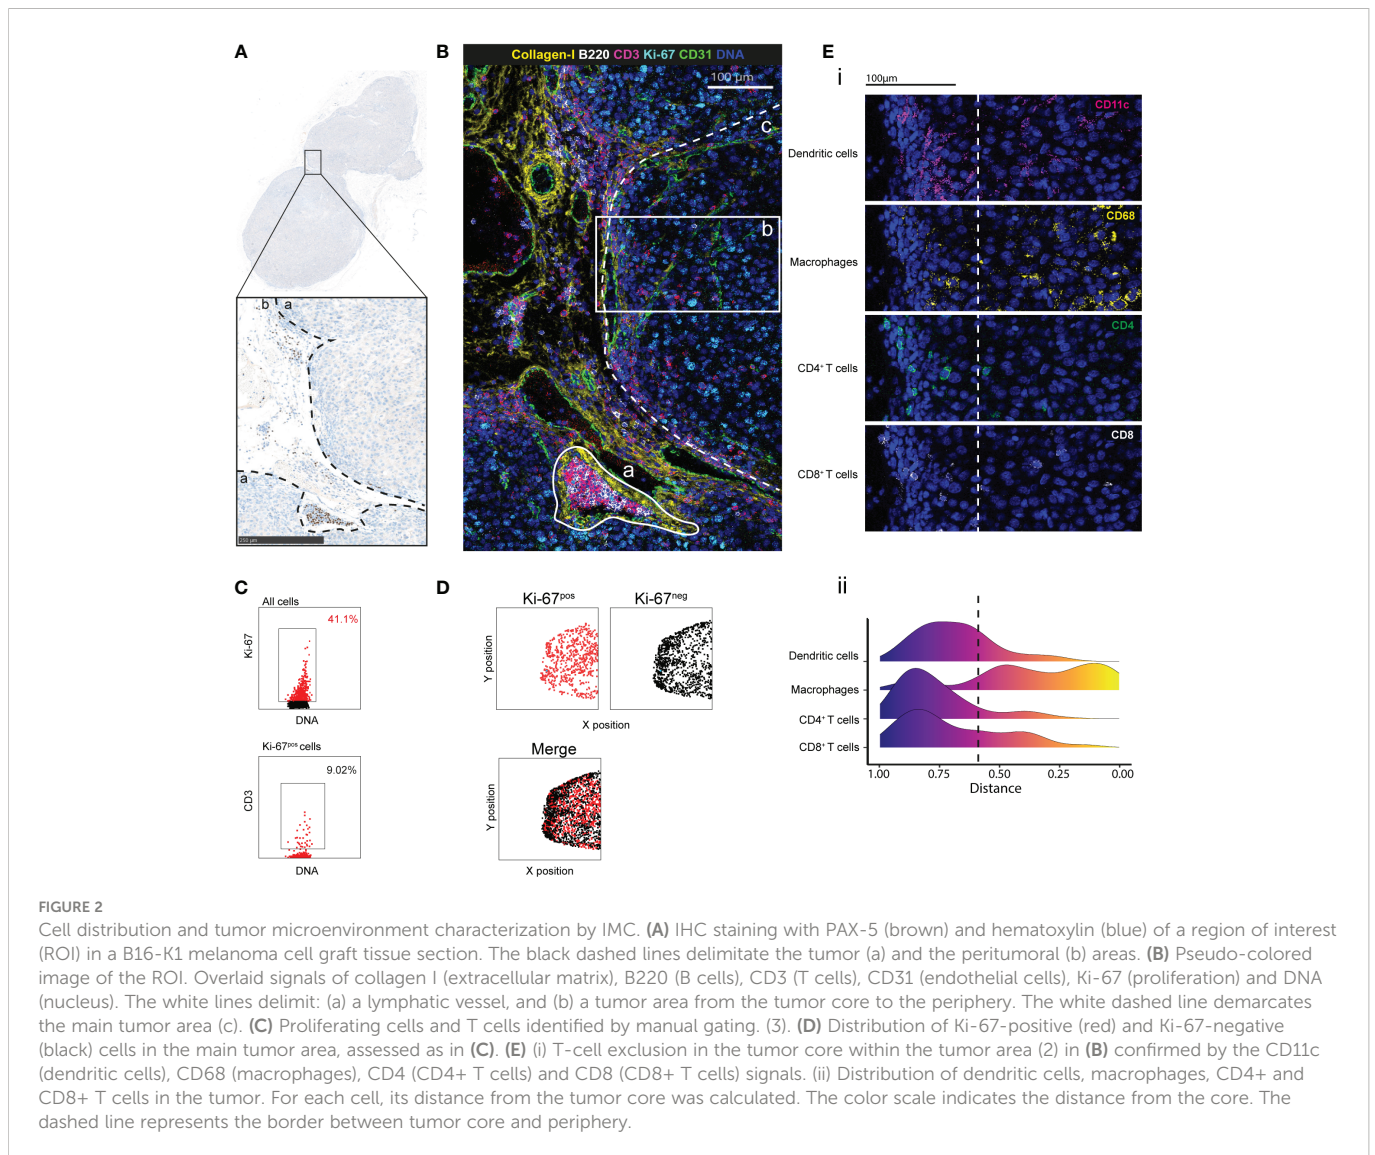 A
b
a
a
250 µm
B
Collagen-I B220 CD3 Ki-67 CD31 DNA
100 µm
c
b
a
E
i
100µm
Dendritic cells
CD11c
Macrophages
CD68
CD4⁺ T cells
CD4
CD8⁺ T cells
CD8
C
All cells
41.1%
Ki-67
DNA
Ki-67ᵖᵒˢ cells
9.02%
CD3
DNA
D
Ki-67ᵖᵒˢ
Ki-67ⁿᵉᵍ
Y position
X position
Merge
Y position
X position
ii
Dendritic cells
Macrophages
CD4⁺ T cells
CD8⁺ T cells
1.00 0.75 0.50 0.25 0.00
Distance
FIGURE 2
Cell distribution and tumor microenvironment characterization by IMC. (A) IHC staining with PAX-5 (brown) and hematoxylin (blue) of a region of interest
(ROI) in a B16-K1 melanoma cell graft tissue section. The black dashed lines delimitate the tumor (a) and the peritumoral (b) areas. (B) Pseudo-colored
image of the ROI. Overlaid signals of collagen I (extracellular matrix), B220 (B cells), CD3 (T cells), CD31 (endothelial cells), Ki-67 (proliferation) and DNA
(nucleus). The white lines delimit: (a) a lymphatic vessel, and (b) a tumor area from the tumor core to the periphery. The white dashed line demarcates
the main tumor area (c). (C) Proliferating cells and T cells identified by manual gating. (3). (D) Distribution of Ki-67-positive (red) and Ki-67-negative
(black) cells in the main tumor area, assessed as in (C). (E) (i) T-cell exclusion in the tumor core within the tumor area (2) in (B) confirmed by the CD11c
(dendritic cells), CD68 (macrophages), CD4 (CD4+ T cells) and CD8 (CD8+ T cells) signals. (ii) Distribution of dendritic cells, macrophages, CD4+ and
CD8+ T cells in the tumor. For each cell, its distance from the tumor core was calculated. The color scale indicates the distance from the core. The
dashed line represents the border between tumor core and periphery.